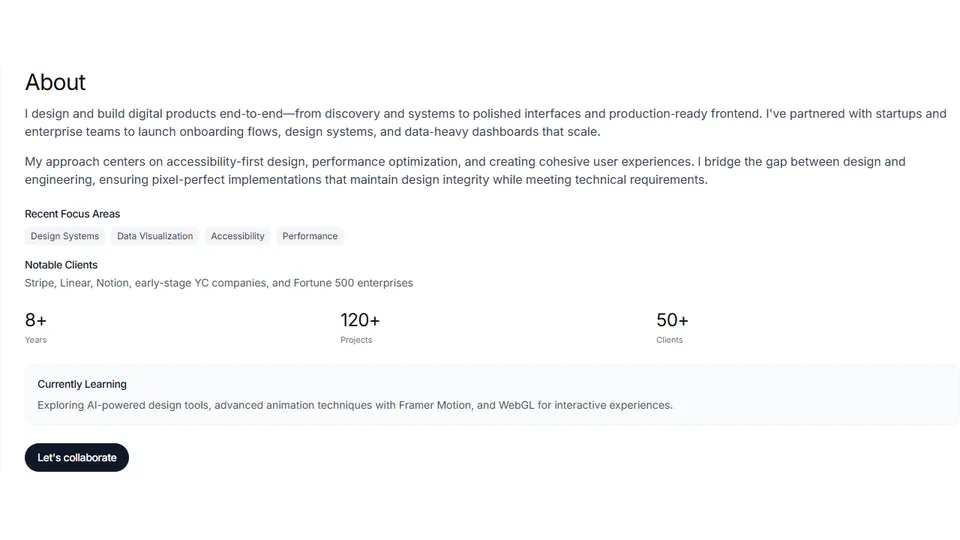 About
I design and build digital products end-to-end—from discovery and systems to polished interfaces and production-ready frontend. I've partnered with startups and
enterprise teams to launch onboarding flows, design systems, and data-heavy dashboards that scale.
My approach centers on accessibility-first design, performance optimization, and creating cohesive user experiences. I bridge the gap between design and
engineering, ensuring pixel-perfect implementations that maintain design integrity while meeting technical requirements.
Recent Focus Areas
Design Systems Data Visualization Accessibility Performance
Notable Clients
Stripe, Linear, Notion, early-stage YC companies, and Fortune 500 enterprises
8+ 120+ 50+
Years Projects Clients
Currently Learning
Exploring AI-powered design tools, advanced animation techniques with Framer Motion, and WebGL for interactive experiences.
Let's collaborate